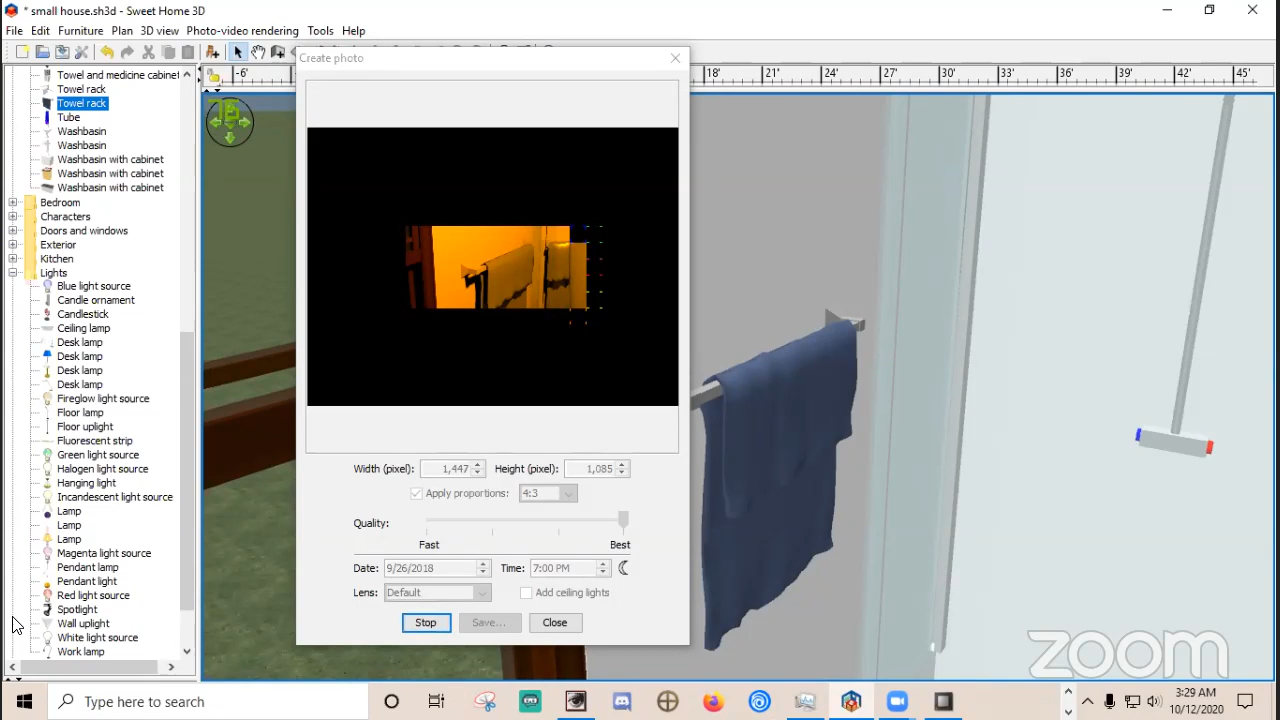 * small house.sh3d - Sweet Home 3D
File Edit Furniture Plan 3D view Photo-video rendering Tools Help
Create photo
-6' 18' 21' 24' 27' 30' 33' 36' 39' 42' 45'
Towel and medicine cabinet
Towel rack
Towel rack
Tube
Washbasin
Washbasin
Washbasin with cabinet
Washbasin with cabinet
Washbasin with cabinet
Bedroom
Characters
Doors and windows
Exterior
Kitchen
Lights
Blue light source
Candle ornament
Candlestick
Ceiling lamp
Desk lamp
Desk lamp
Desk lamp
Desk lamp
Fireglow light source
Floor lamp
Floor uplight
Fluorescent strip
Green light source
Halogen light source
Hanging light
Incandescent light source
Lamp
Lamp
Lamp
Magenta light source
Pendant lamp
Pendant light
Red light source
Spotlight
Wall uplight
White light source
Work lamp
Width (pixel): 1,447 Height (pixel): 1,085
Apply proportions: 4:3
Quality:
Fast Best
Date: 9/26/2018 Time: 7:00 PM
Lens: Default Add ceiling lights
Stop Save... Close
zoom
Type here to search
3:29 AM
10/12/2020